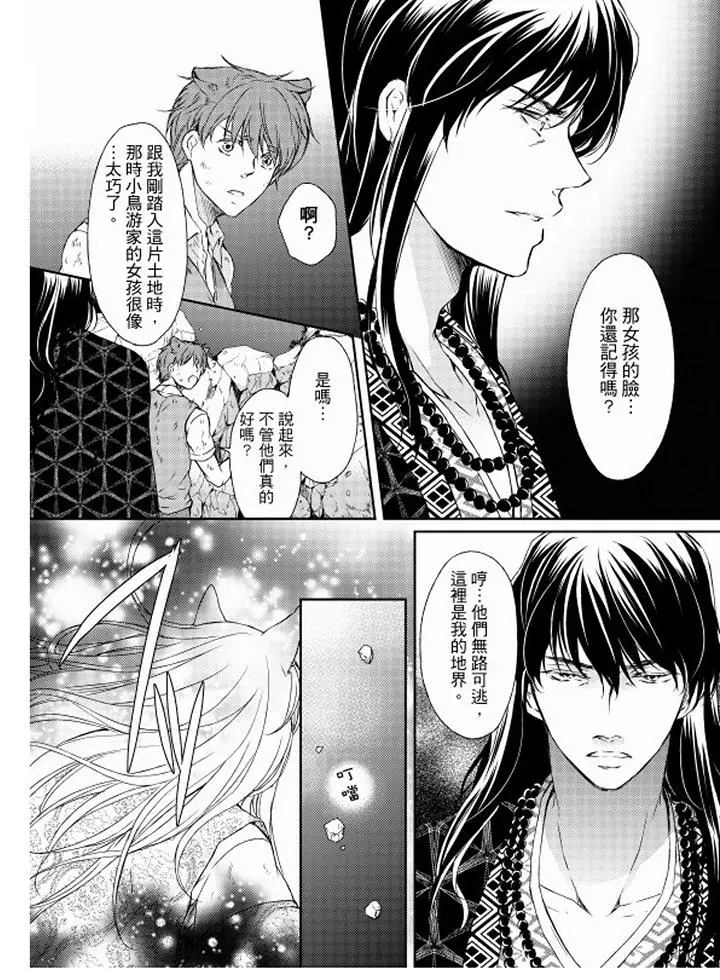 那女孩的臉…
你還記得嗎？
啊？
跟我剛踏入這片土地時，
那時小鳥游家的女孩很像
…太巧了。
是嗎…
說起來，
不管他們真的
好嗎？
哼…他們無路可逃，
這裡是我的地界。
叮噹